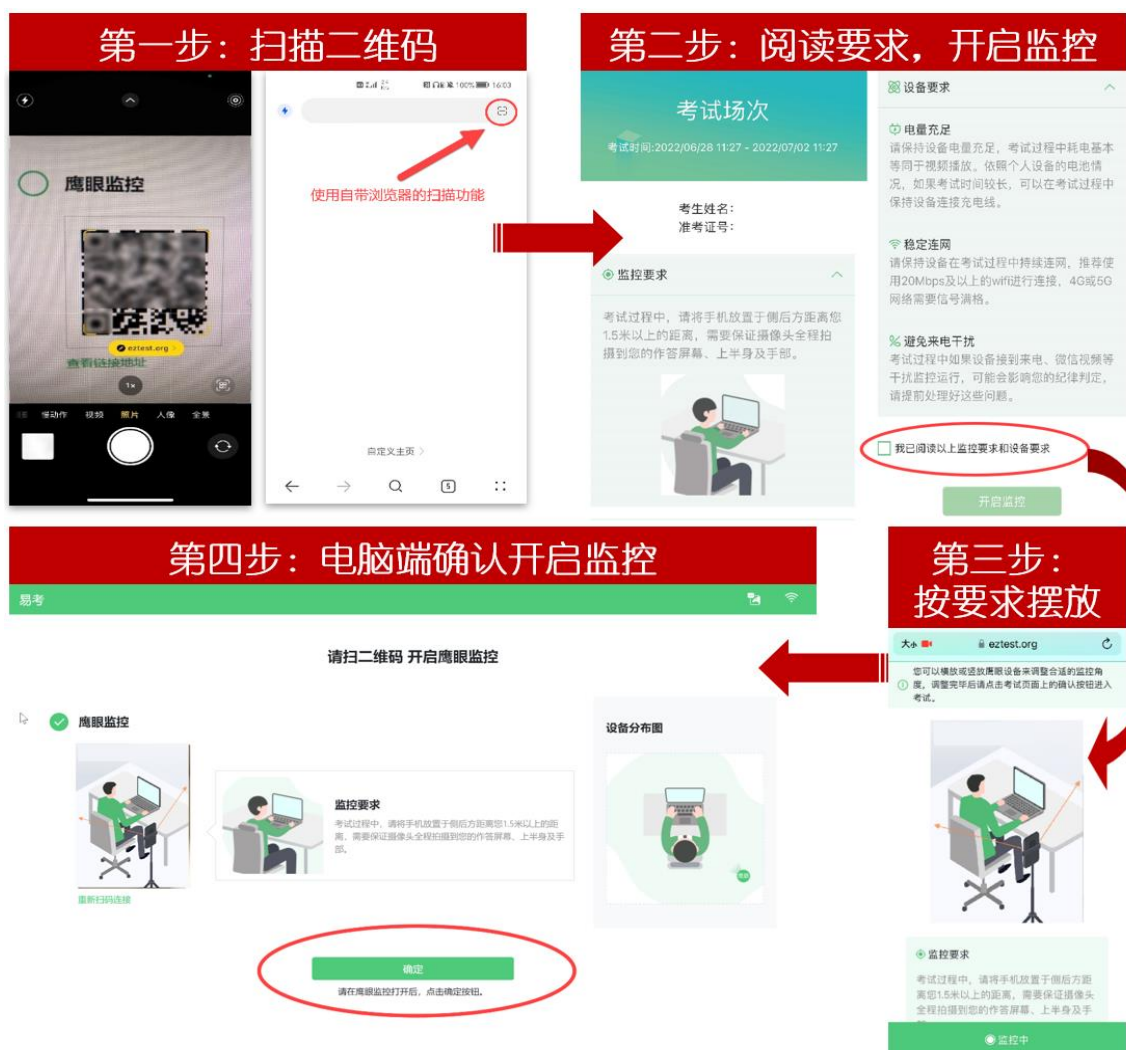 第一步：扫描二维码
鹰眼监控
eztest.org
查看链接地址
1x
慢动作 视频 照片 人像 全景
100% 16:03
使用自带浏览器的扫描功能
自定义主页
5
第二步：阅读要求，开启监控
考试场次
考试时间:2022/06/28 11:27 - 2022/07/02 11:27
考生姓名：
准考证号：
监控要求
考试过程中，请将手机放置于侧后方距离您
1.5米以上的距离，需要保证摄像头全程拍
摄到您的作答屏幕、上半身及手部。
设备要求
电量充足
请保持设备电量充足，考试过程中耗电基本
等同于视频播放。依照个人设备的电池情
况，如果考试时间较长，可以在考试过程中
保持设备连接充电线。
稳定连网
请保持设备在考试过程中持续连网，推荐使
用20Mbps及以上的wifi进行连接，4G或5G
网络需要信号满格。
避免来电干扰
考试过程中如果设备接到来电、微信视频等
干扰监控运行，可能会影响您的纪律判定，
请提前处理好这些问题。
我已阅读以上监控要求和设备要求
开启监控
第三步：
按要求摆放
大小 eztest.org
您可以横放或竖放鹰眼设备来调整合适的监控角
度，调整完毕后请点击考试页面上的确认按钮进入
考试。
监控要求
考试过程中，请将手机放置于侧后方距
离您1.5米以上的距离，需要保证摄像头
全程拍摄到您的作答屏幕、上半身及手
监控中
第四步：电脑端确认开启监控
易考
请扫二维码 开启鹰眼监控
鹰眼监控
重新扫码连接
监控要求
考试过程中，请将手机放置于侧后方距离您1.5米以上的距
离，需要保证摄像头全程拍摄到您的作答屏幕、上半身及手
部。
设备分布图
确定
请在鹰眼监控打开后，点击确定按钮。